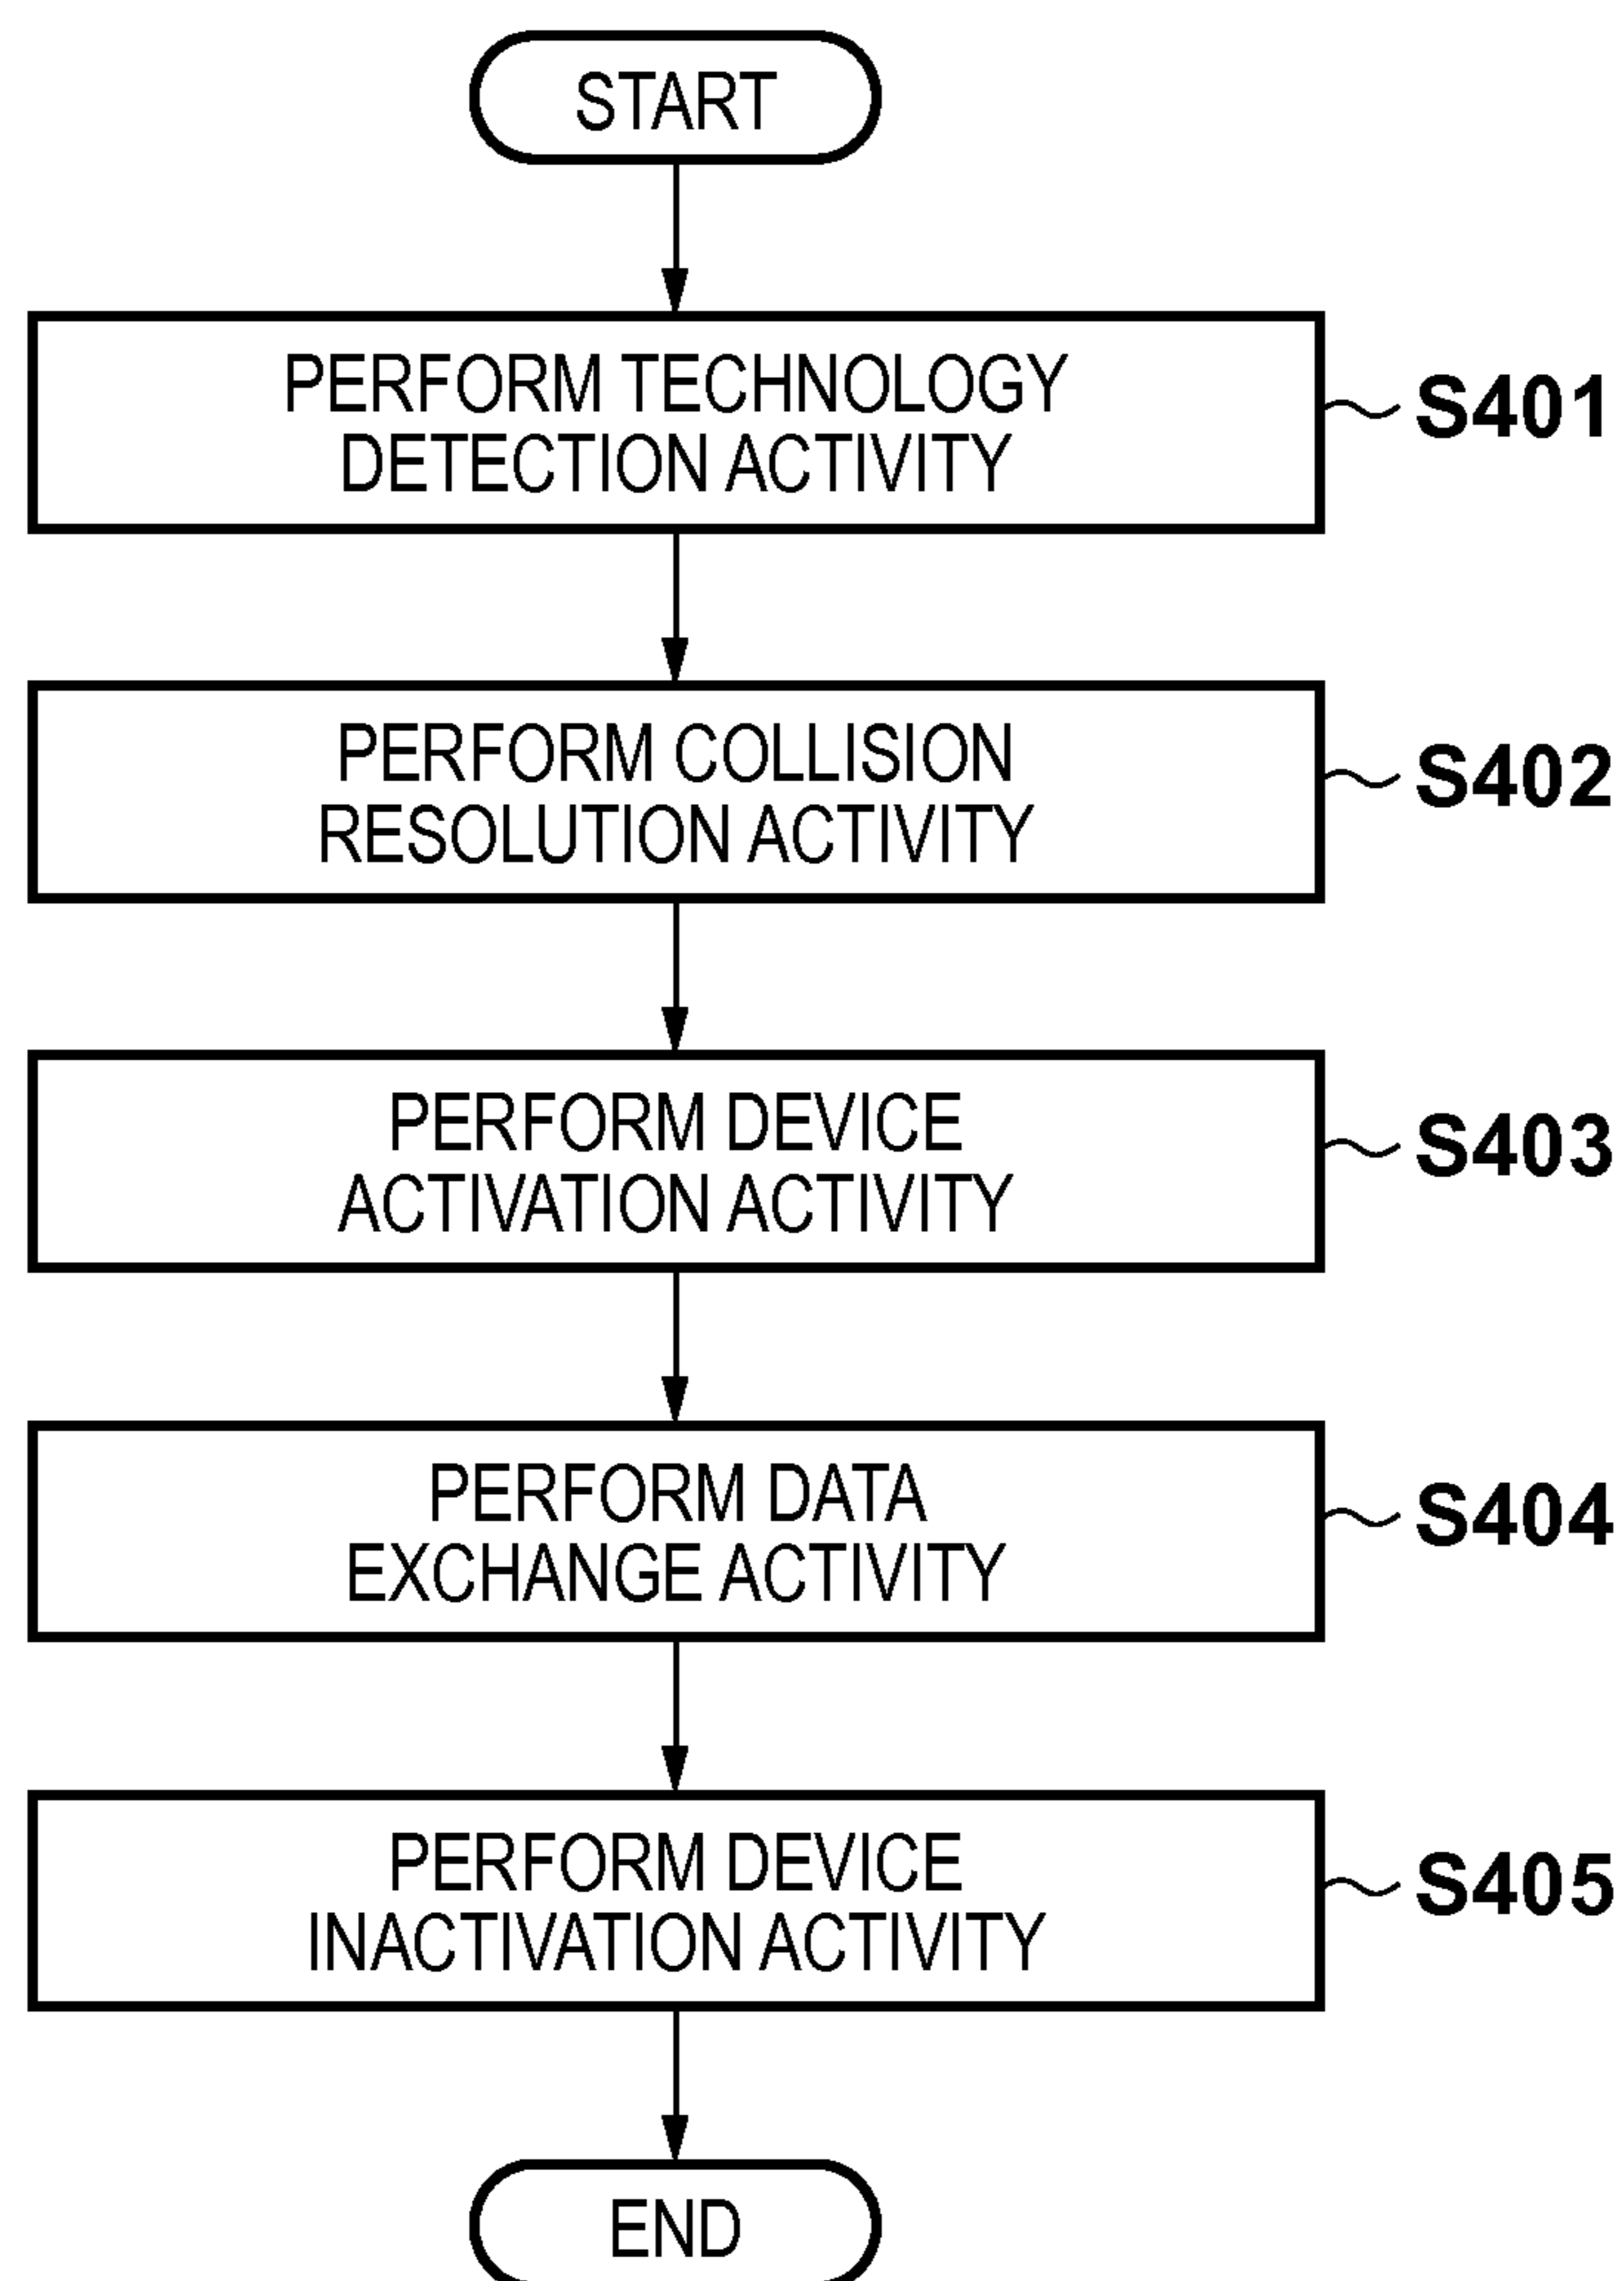 START
PERFORM TECHNOLOGY
DETECTION ACTIVITY
S401
PERFORM COLLISION
RESOLUTION ACTIVITY
S402
PERFORM DEVICE
ACTIVATION ACTIVITY
S403
PERFORM DATA
EXCHANGE ACTIVITY
S404
PERFORM DEVICE
INACTIVATION ACTIVITY
S405
END